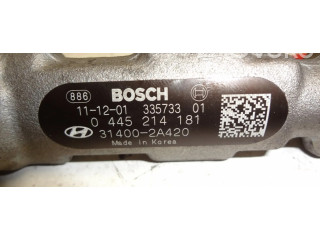 886 BOSCH
11-12-01 335733 01
0 445 214 181
31400-2A420
Made in Korea